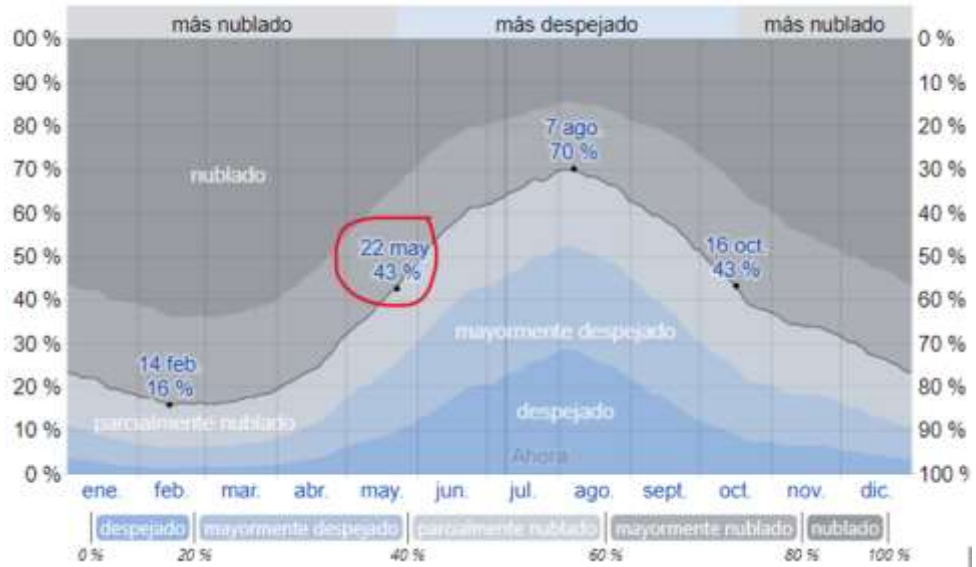 más nublado más despejado más nublado
00 % 0 %
90 % 10 %
80 % 20 %
7 ago
70 % 70 % 30 %
nublado
60 % 40 %
22 may 16 oct.
50 % 43 % 43 % 50 %
40 % 60 %
mayormente despejado
30 % 70 %
14 feb
20 % 16 % 80 %
despejado
parcialmente nublado
10 % 90 %
Ahora
0 % 100 %
ene. feb. mar. abr. may. jun. jul. ago. sept. oct. nov. dic.
despejado mayormente despejado parcialmente nublado mayormente nublado nublado
0 % 20 % 40 % 60 % 80 % 100 %